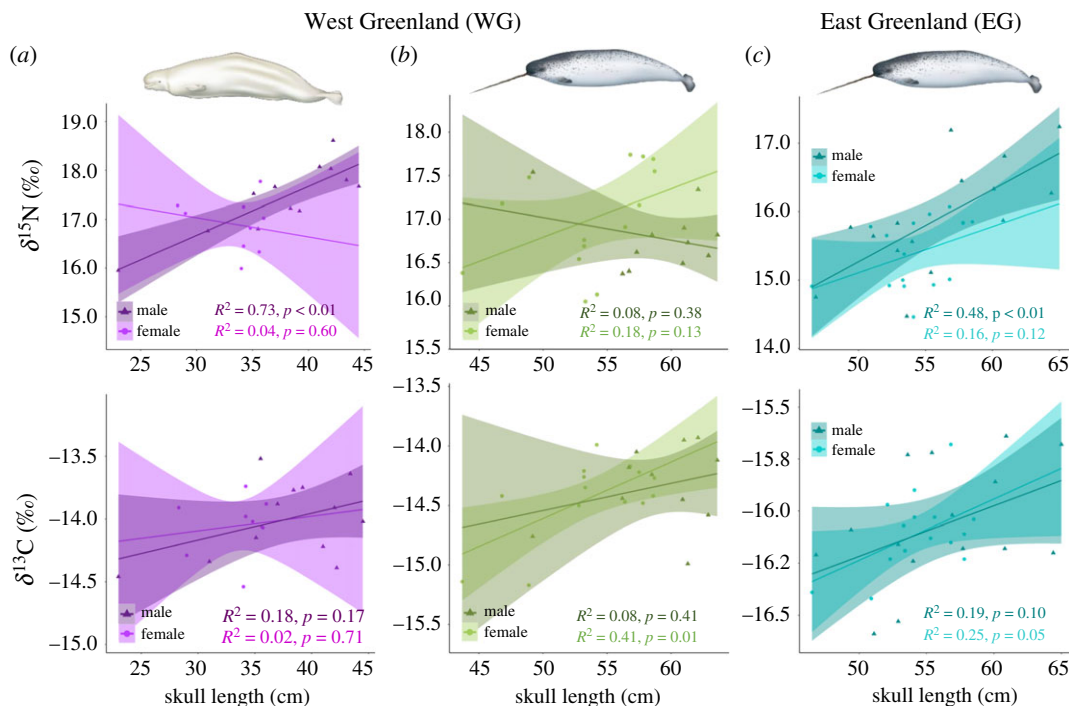 West Greenland (WG)
East Greenland (EG)
(a)
(b)
(c)
δ15N (‰)
19.0
18.0
17.0
16.0
15.0
male
female
R2 = 0.73, p < 0.01
R2 = 0.04, p = 0.60
25 30 35 40 45
18.0
17.5
17.0
16.5
16.0
15.5
male
female
R2 = 0.08, p = 0.38
R2 = 0.18, p = 0.13
45 50 55 60
17.0
16.0
15.0
14.0
male
female
R2 = 0.48, p < 0.01
R2 = 0.16, p = 0.12
50 55 60 65
δ13C (‰)
−13.5
−14.0
−14.5
−15.0
male
female
R2 = 0.18, p = 0.17
R2 = 0.02, p = 0.71
25 30 35 40 45
skull length (cm)
−13.5
−14.0
−14.5
−15.0
−15.5
male
female
R2 = 0.08, p = 0.41
R2 = 0.41, p = 0.01
45 50 55 60
skull length (cm)
−15.5
−15.8
−16.0
−16.2
−16.5
male
female
R2 = 0.19, p = 0.10
R2 = 0.25, p = 0.05
50 55 60 65
skull length (cm)